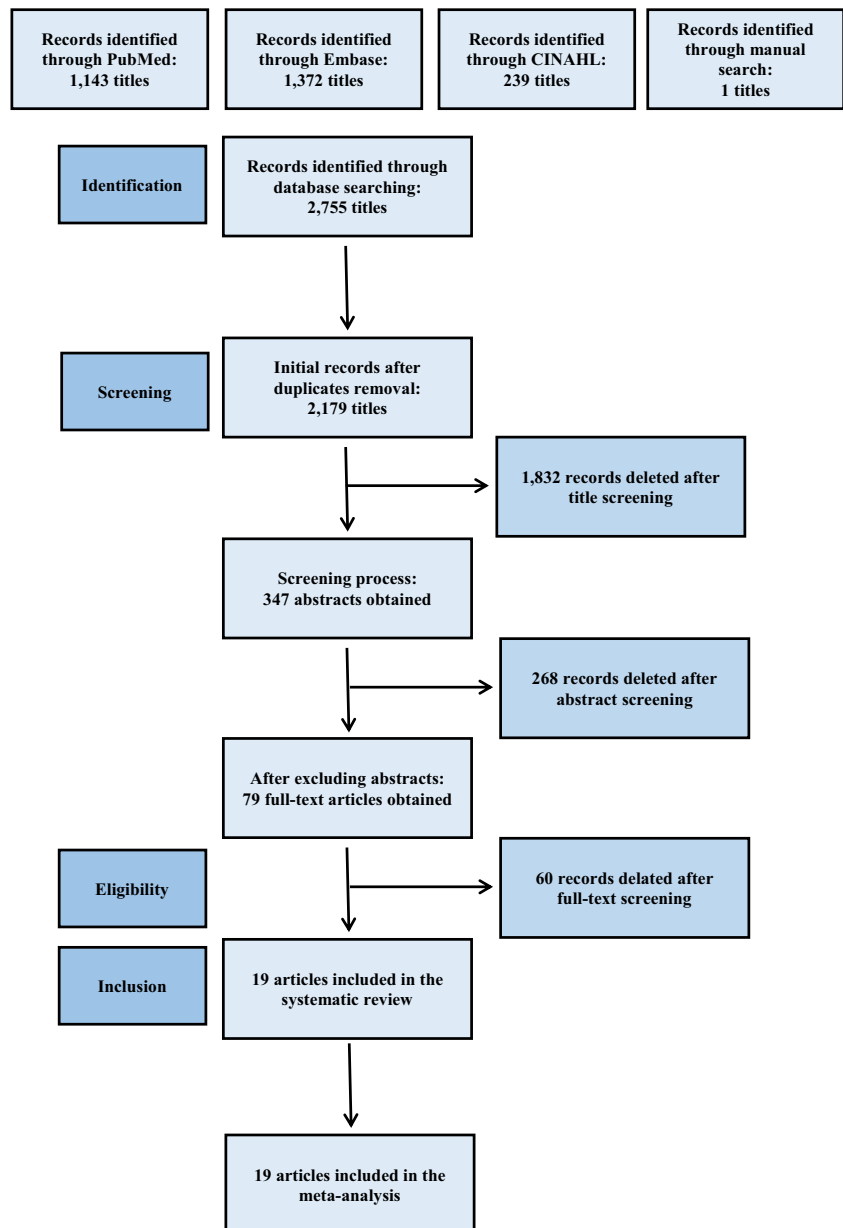 Records identified
through PubMed:
1,143 titles
Records identified
through Embase:
1,372 titles
Records identified
through CINAHL:
239 titles
Records identified
through manual
search:
1 titles
Identification
Records identified through
database searching:
2,755 titles
Screening
Initial records after
duplicates removal:
2,179 titles
1,832 records deleted after
title screening
Screening process:
347 abstracts obtained
268 records deleted after
abstract screening
After excluding abstracts:
79 full-text articles obtained
Eligibility
60 records delated after
full-text screening
Inclusion
19 articles included in the
systematic review
19 articles included in the
meta-analysis